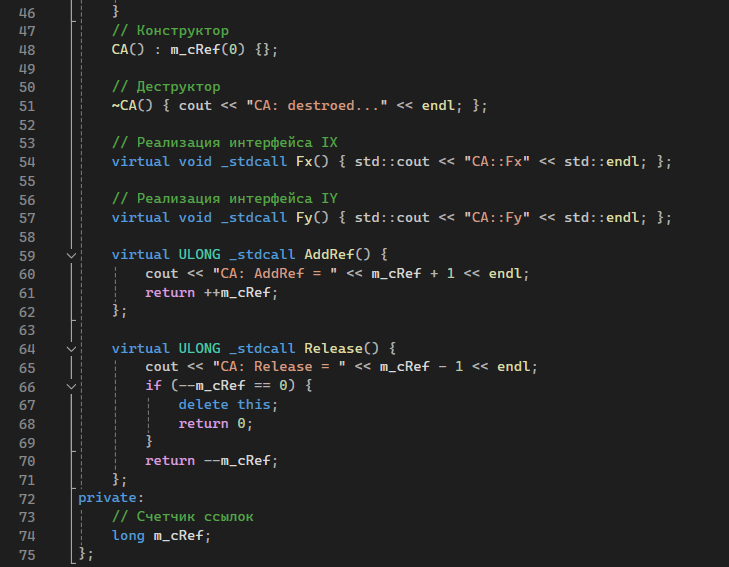 46 }
47 // Конструктор
48 CA() : m_cRef(0) {};
49
50 // Деструктор
51 ~CA() { cout << "CA: destroed..." << endl; };
52
53 // Реализация интерфейса IX
54 virtual void _stdcall Fx() { std::cout << "CA::Fx" << std::endl; };
55
56 // Реализация интерфейса IY
57 virtual void _stdcall Fy() { std::cout << "CA::Fy" << std::endl; };
58
59 virtual ULONG _stdcall AddRef() {
60 cout << "CA: AddRef = " << m_cRef + 1 << endl;
61 return ++m_cRef;
62 };
63
64 virtual ULONG _stdcall Release() {
65 cout << "CA: Release = " << m_cRef - 1 << endl;
66 if (--m_cRef == 0) {
67 delete this;
68 return 0;
69 }
70 return --m_cRef;
71 };
72 private:
73 // Счетчик ссылок
74 long m_cRef;
75 };